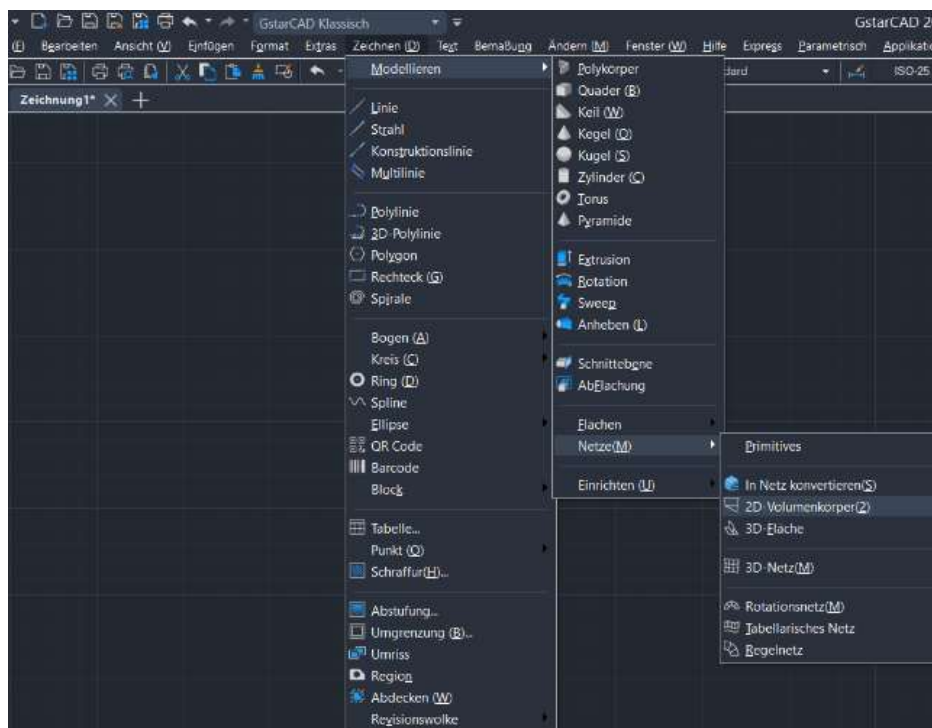 GstarCAD Klassisch
GstarCAD 2
(E) Bearbeiten Ansicht (V) Einfügen Format Extras Zeichnen (D) Text Bemaßung Ändern (M) Fenster (W) Hilfe Express Parametrisch Applikati
dard ISO-25
Zeichnung1*
Modellieren
Linie
Strahl
Konstruktionslinie
Multilinie
Polylinie
3D-Polylinie
Polygon
Rechteck (G)
Spirale
Bogen (A)
Kreis (C)
Ring (D)
Spline
Ellipse
QR Code
Barcode
Block
Tabelle...
Punkt (O)
Schraffur(H)...
Abstufung...
Umgrenzung (B)...
Umriss
Region
Abdecken (W)
Revisionswolke
Polykorper
Quader (B)
Keil (W)
Kegel (O)
Kugel (S)
Zylinder (C)
Torus
Pyramide
Extrusion
Rotation
Sweep
Anheben (L)
Schnittebene
AbFlachung
Flachen
Netze(M)
Einrichten (U)
Primitives
In Netz konvertieren(S)
2D-Volumenkorper(2)
3D-Flache
3D-Netz(M)
Rotationsnetz(M)
Tabellarisches Netz
Regelnetz